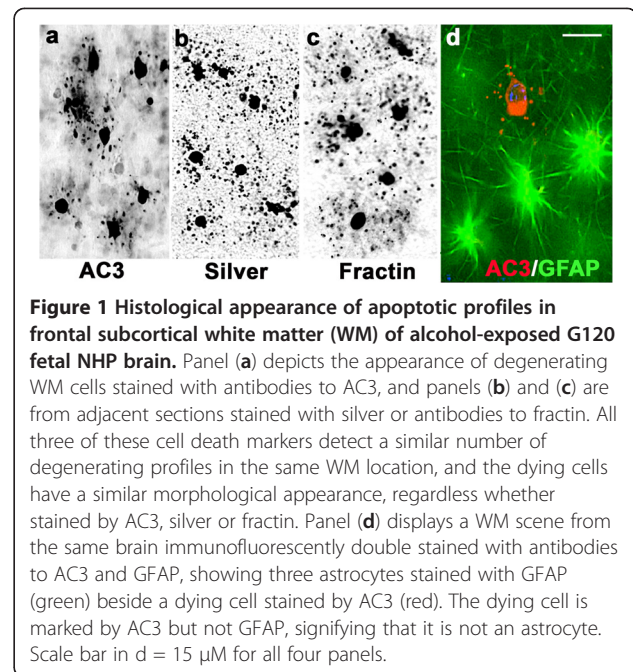 a b c d
AC3 Silver Fractin AC3/GFAP
Figure 1 Histological appearance of apoptotic profiles in
frontal subcortical white matter (WM) of alcohol-exposed G120
fetal NHP brain. Panel (a) depicts the appearance of degenerating
WM cells stained with antibodies to AC3, and panels (b) and (c) are
from adjacent sections stained with silver or antibodies to fractin. All
three of these cell death markers detect a similar number of
degenerating profiles in the same WM location, and the dying cells
have a similar morphological appearance, regardless whether
stained by AC3, silver or fractin. Panel (d) displays a WM scene from
the same brain immunofluorescently double stained with antibodies
to AC3 and GFAP, showing three astrocytes stained with GFAP
(green) beside a dying cell stained by AC3 (red). The dying cell is
marked by AC3 but not GFAP, signifying that it is not an astrocyte.
Scale bar in d = 15 μM for all four panels.